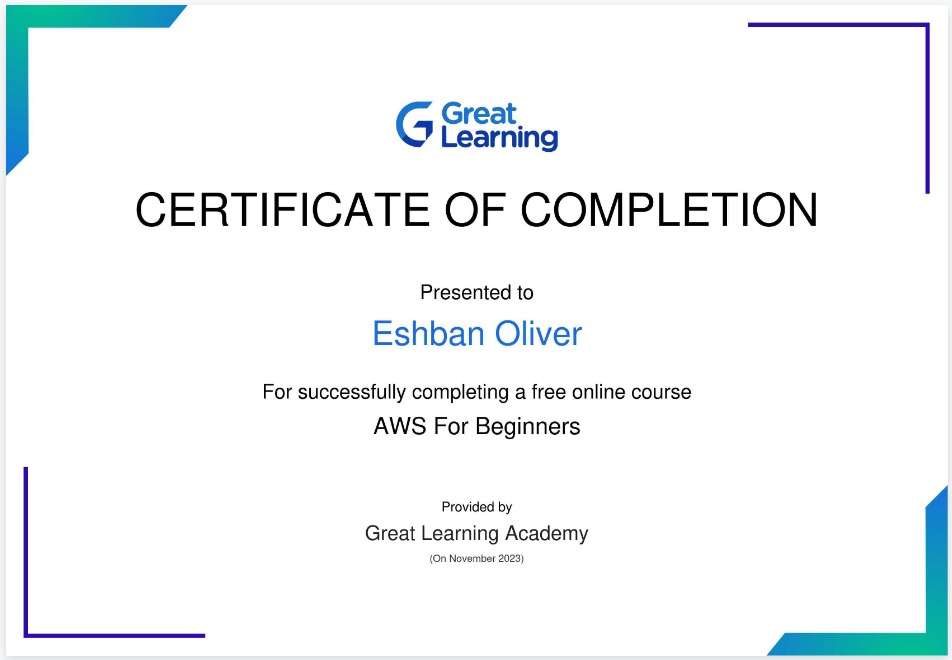 Great
Learning
CERTIFICATE OF COMPLETION
Presented to
Eshban Oliver
For successfully completing a free online course
AWS For Beginners
Provided by
Great Learning Academy
(On November 2023)